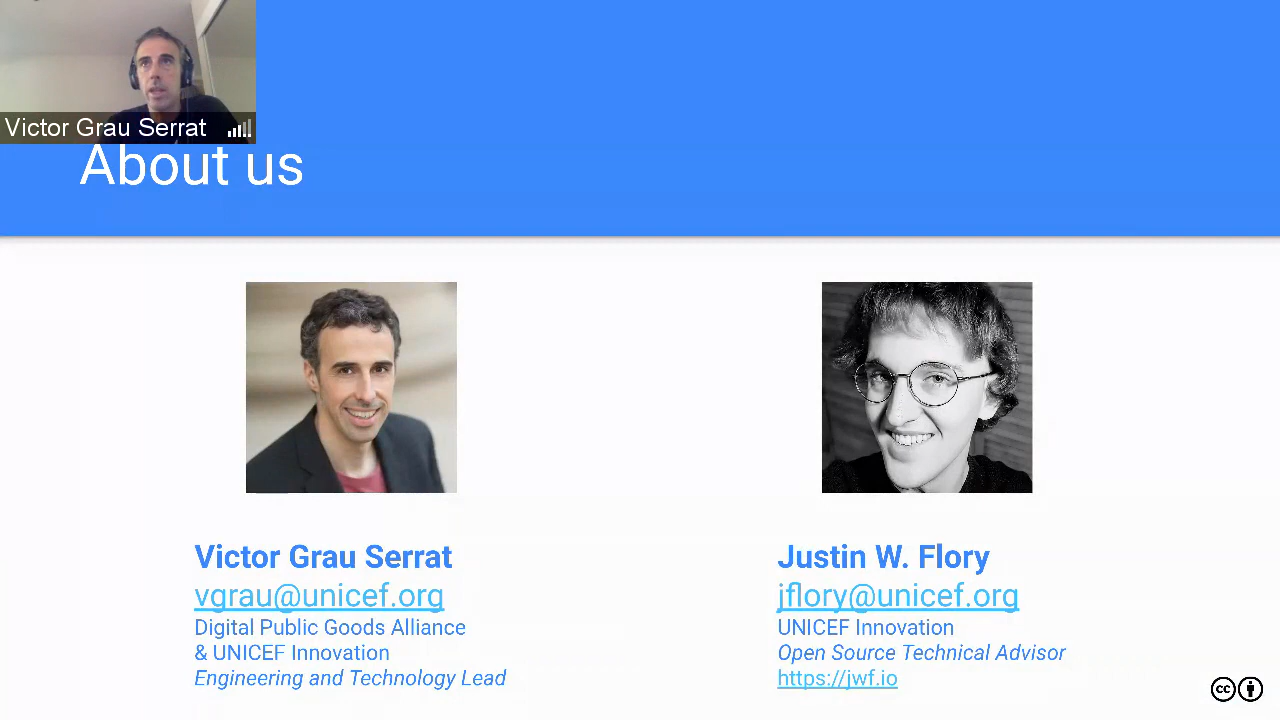 Victor Grau Serrat
About us
Victor Grau Serrat
vgrau@unicef.org
Digital Public Goods Alliance
& UNICEF Innovation
Engineering and Technology Lead
Justin W. Flory
jflory@unicef.org
UNICEF Innovation
Open Source Technical Advisor
https://jwf.io
cc